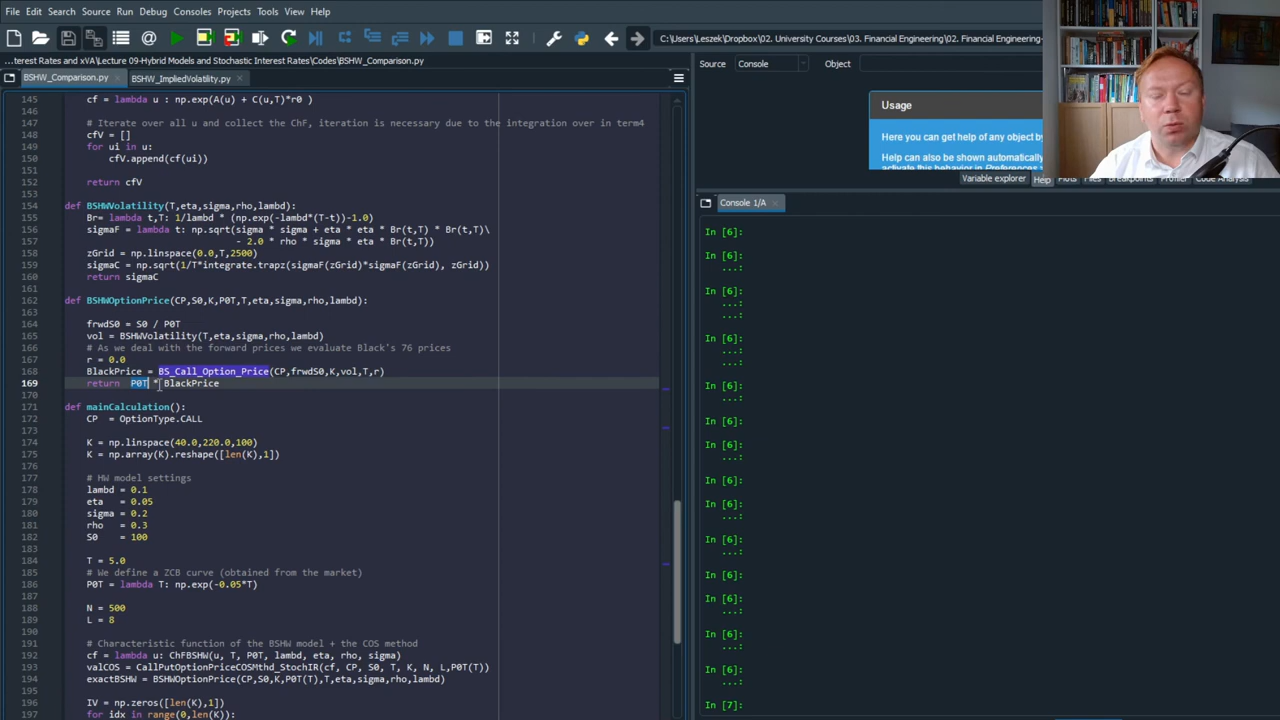 File Edit Search Source Run Debug Consoles Projects Tools View Help
C:\Users\Leszek\Dropbox\02. University Courses\03. Financial Engineering\02. Financial Engineering-
...terest Rates and xVA\Lecture 09-Hybrid Models and Stochastic Interest Rates\Codes\BSHW_Comparison.py
Source Console Object
BSHW_Comparison.py BSHW_ImpliedVolatility.py
Usage
Here you can get help of any object by
Help can also be shown automatically
activate this behavior in Preferences
Variable explorer Help Plots Files Breakpoints Profiler Code Analysis
Console 1/A
145 cf = lambda u : np.exp(A(u) + C(u,T)*r0 )
146
147 # Iterate over all u and collect the ChF, iteration is necessary due to the integration over in term4
148 cfV = []
149 for ui in u:
150 cfV.append(cf(ui))
151
152 return cfV
153
154 def BSHWVolatility(T,eta,sigma,rho,lambd):
155 Br= lambda t,T: 1/lambd * (np.exp(-lambd*(T-t))-1.0)
156 sigmaF = lambda t: np.sqrt(sigma * sigma + eta * eta * Br(t,T) * Br(t,T)\
157 - 2.0 * rho * sigma * eta * Br(t,T))
158 zGrid = np.linspace(0.0,T,2500)
159 sigmaC = np.sqrt(1/T*integrate.trapz(sigmaF(zGrid)*sigmaF(zGrid), zGrid))
160 return sigmaC
161
162 def BSHWOptionPrice(CP,S0,K,P0T,T,eta,sigma,rho,lambd):
163
164 frwdS0 = S0 / P0T
165 vol = BSHWVolatility(T,eta,sigma,rho,lambd)
166 # As we deal with the forward prices we evaluate Black's 76 prices
167 r = 0.0
168 BlackPrice = BS_Call_Option_Price(CP,frwdS0,K,vol,T,r)
169 return P0T * BlackPrice
170
171 def mainCalculation():
172 CP = OptionType.CALL
173
174 K = np.linspace(40.0,220.0,100)
175 K = np.array(K).reshape([len(K),1])
176
177 # HW model settings
178 lambd = 0.1
179 eta = 0.05
180 sigma = 0.2
181 rho = 0.3
182 S0 = 100
183
184 T = 5.0
185 # We define a ZCB curve (obtained from the market)
186 P0T = lambda T: np.exp(-0.05*T)
187
188 N = 500
189 L = 8
190
191 # Characteristic function of the BSHW model + the COS method
192 cf = lambda u: ChFBSHW(u, T, P0T, lambd, eta, rho, sigma)
193 valCOS = CallPutOptionPriceCOSMthd_StochIR(cf, CP, S0, T, K, N, L,P0T(T))
194 exactBSHW = BSHWOptionPrice(CP,S0,K,P0T(T),T,eta,sigma,rho,lambd)
195
196 IV = np.zeros([len(K),1])
197 for idx in range(0,len(K)):
In [6]:
In [6]:
...:
In [6]:
...:
...:
In [6]:
...:
...:
In [6]:
...:
...:
In [6]:
In [6]:
...:
In [6]:
...:
In [6]:
...:
In [6]:
In [6]:
...:
In [6]:
...:
...:
In [7]: